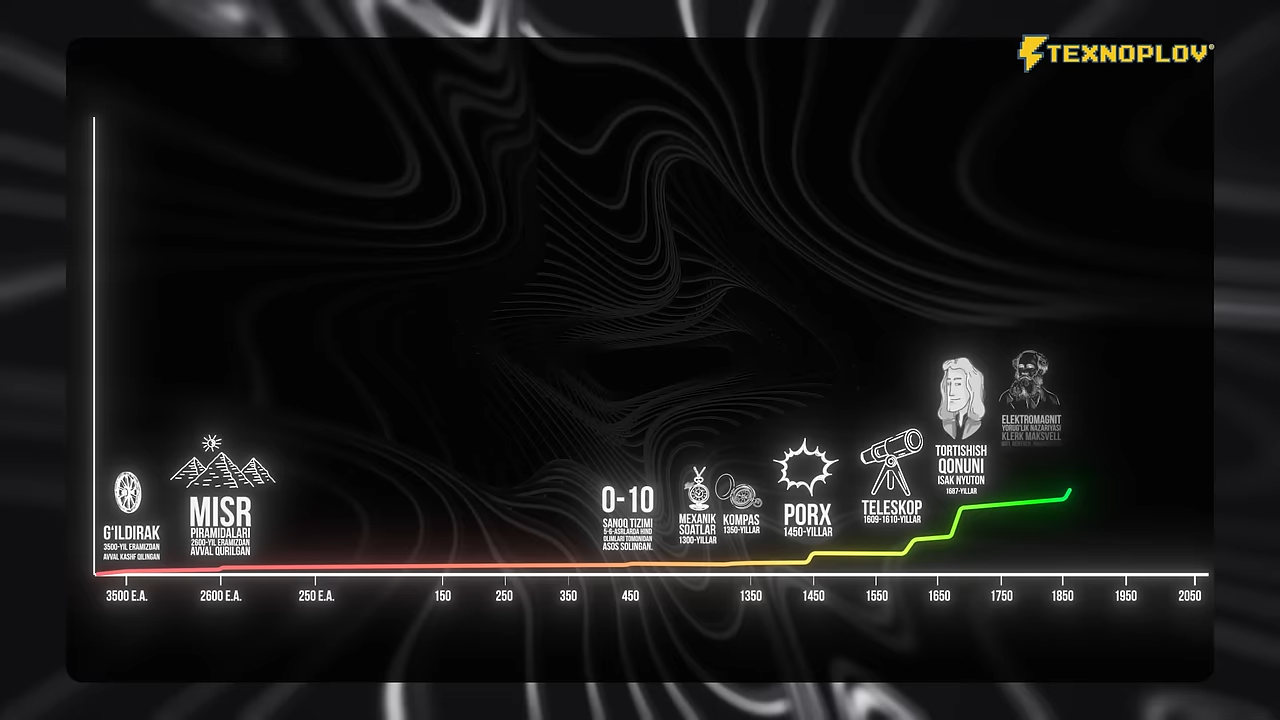 TEXNOPLOV
G‘ILDIRAK
3500-YIL ERAMIZDAN
AVVAL KASHF QILINGAN
MISR
PIRAMIDALARI
2600-YIL ERAMIZDAN
AVVAL QURILGAN
0-10
SANOQ TIZIMI
5-6-ASRLARDA HIND
OLIMLARI TOMONIDAN
ASOS SOLINGAN.
MEXANIK
SOATLAR
1300-YILLAR
KOMPAS
1350-YILLAR
PORX
1450-YILLAR
TELESKOP
1609-1610-YILLAR
TORTISHISH
QONUNI
ISAK NYUTON
1687-YILLAR
ELEKTROMAGNIT
YORUG‘LIK NAZARIYASI
KLERK MAKSVELL
3500 E.A. 2600 E.A. 250 E.A. 150 250 350 450 1350 1450 1550 1650 1750 1850 1950 2050